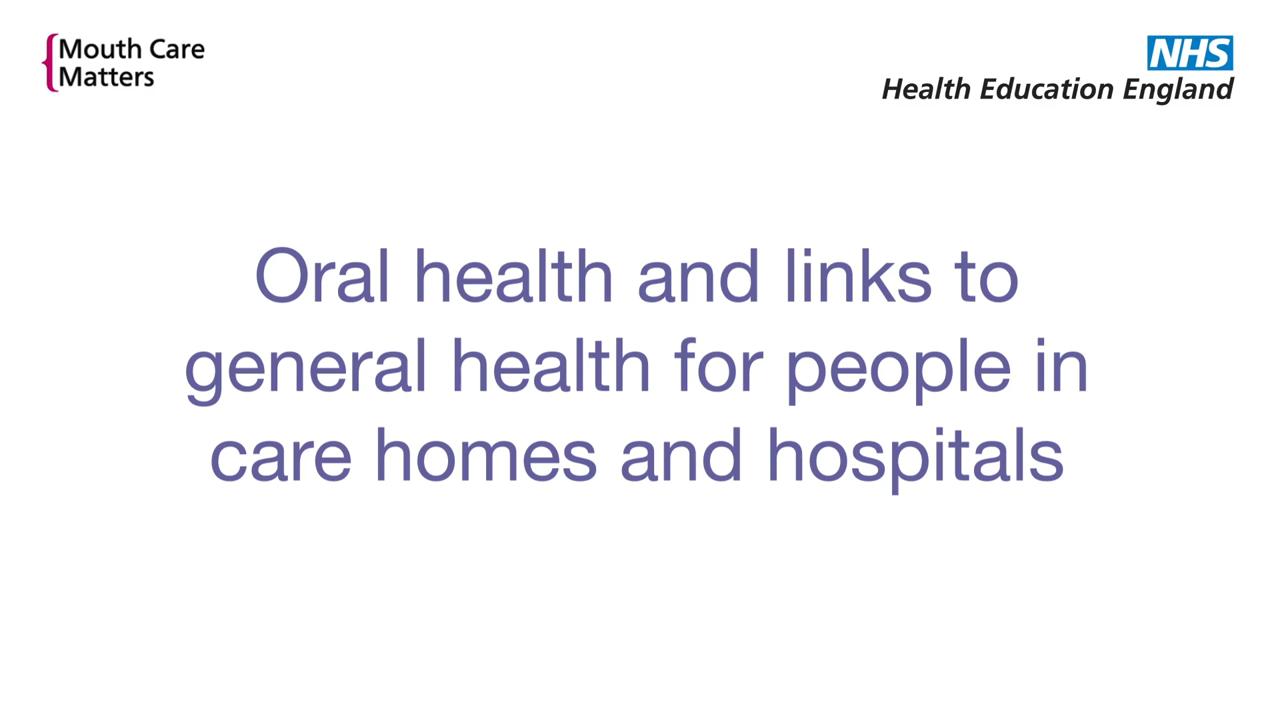 Mouth Care
Matters
NHS
Health Education England
Oral health and links to
general health for people in
care homes and hospitals